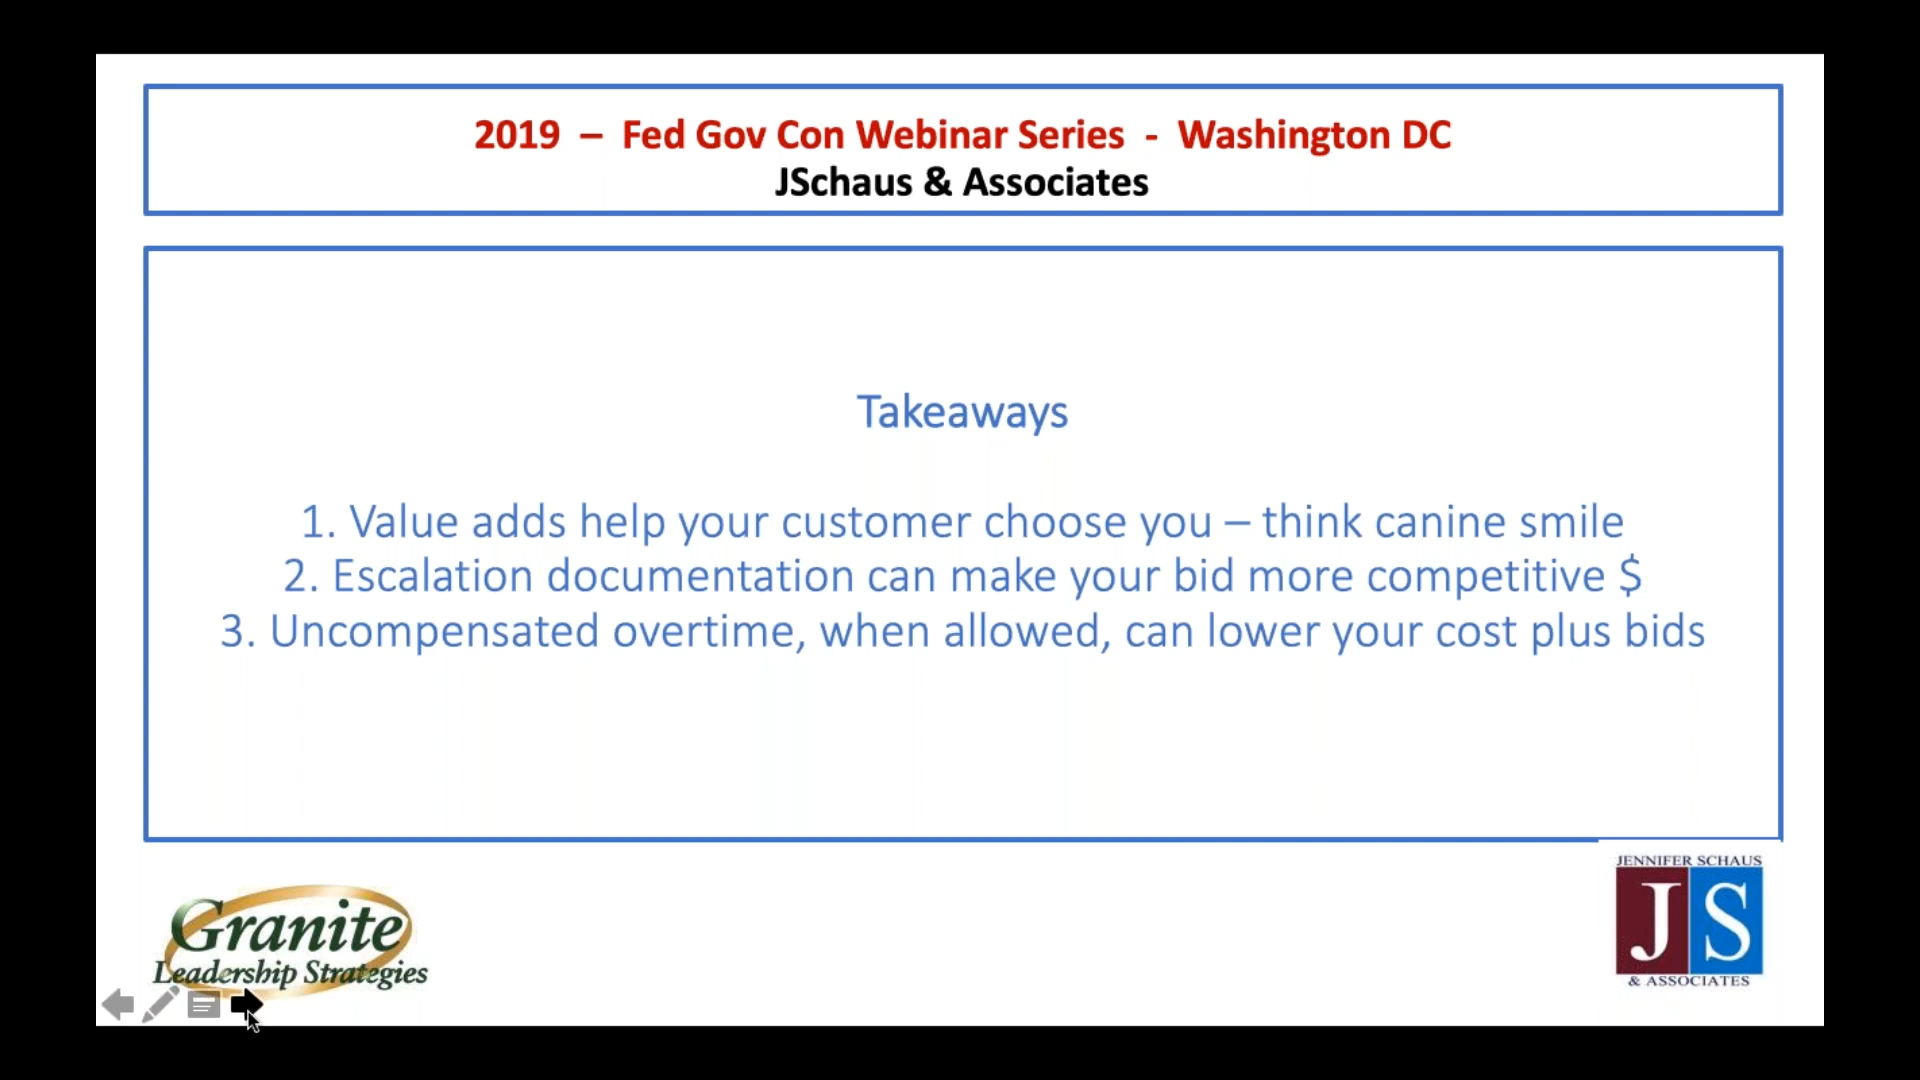 2019 – Fed Gov Con Webinar Series - Washington DC
JSchaus & Associates
Takeaways
1. Value adds help your customer choose you – think canine smile
2. Escalation documentation can make your bid more competitive $
3. Uncompensated overtime, when allowed, can lower your cost plus bids
Granite
Leadership Strategies
JENNIFER SCHAUS
JS
& ASSOCIATES